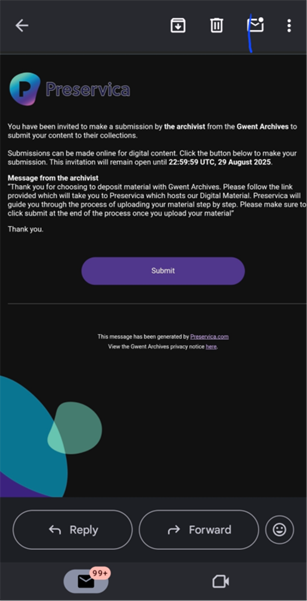 Preservica
You have been invited to make a submission by the archivist from the Gwent Archives to
submit your content to their collections.
Submissions can be made online for digital content. Click the button below to make your
submission. This invitation will remain open until 22:59:59 UTC, 29 August 2025.
Message from the archivist
"Thank you for choosing to deposit material with Gwent Archives. Please follow the link
provided which will take you to Preservica which hosts our Digital Material. Preservica will
guide you through the process of uploading your material step by step. Please make sure to
click submit at the end of the process once you upload your material"
Thank you.
Submit
This message has been generated by Preservica.com
View the Gwent Archives privacy notice here.
Reply
Forward
99+